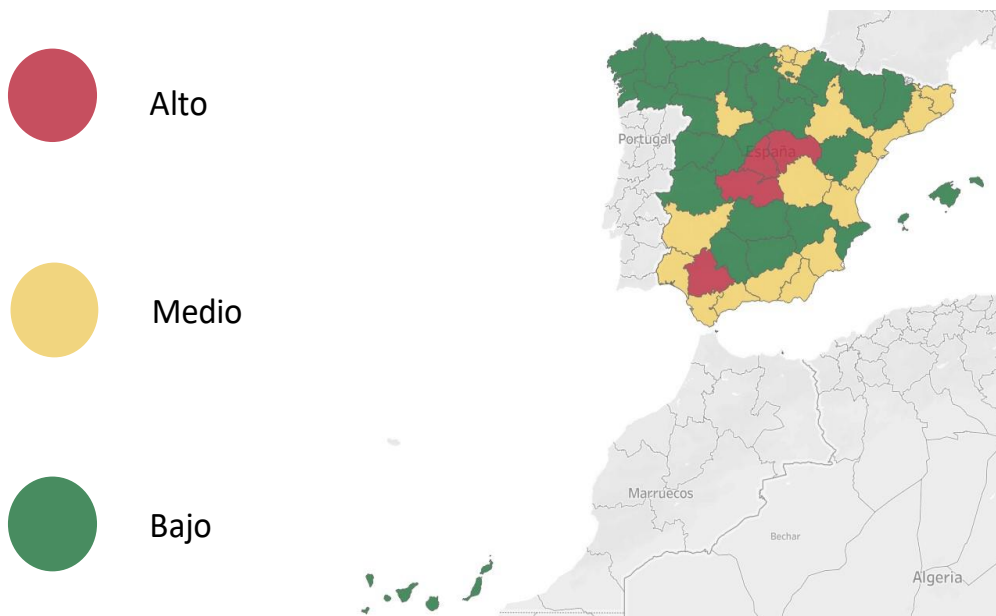 Alto
Medio
Bajo
Portugal
España
Marruecos
Bechar
Algeria